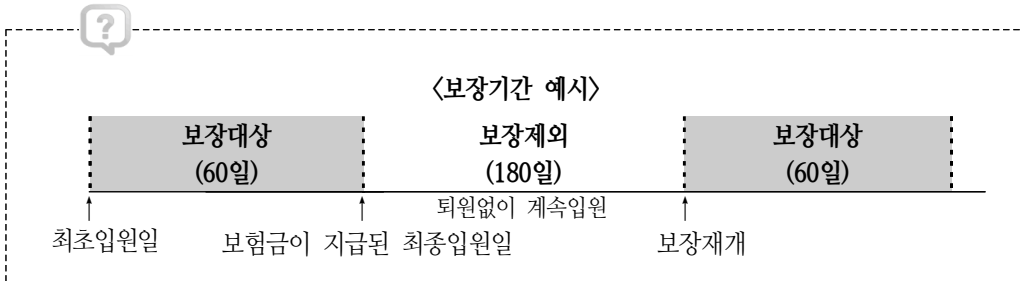 ?
〈보장기간 예시〉
보장대상 보장제외 보장대상
(60일) (180일) (60일)
퇴원없이 계속입원
최초입원일 보험금이 지급된 최종입원일 보장재개